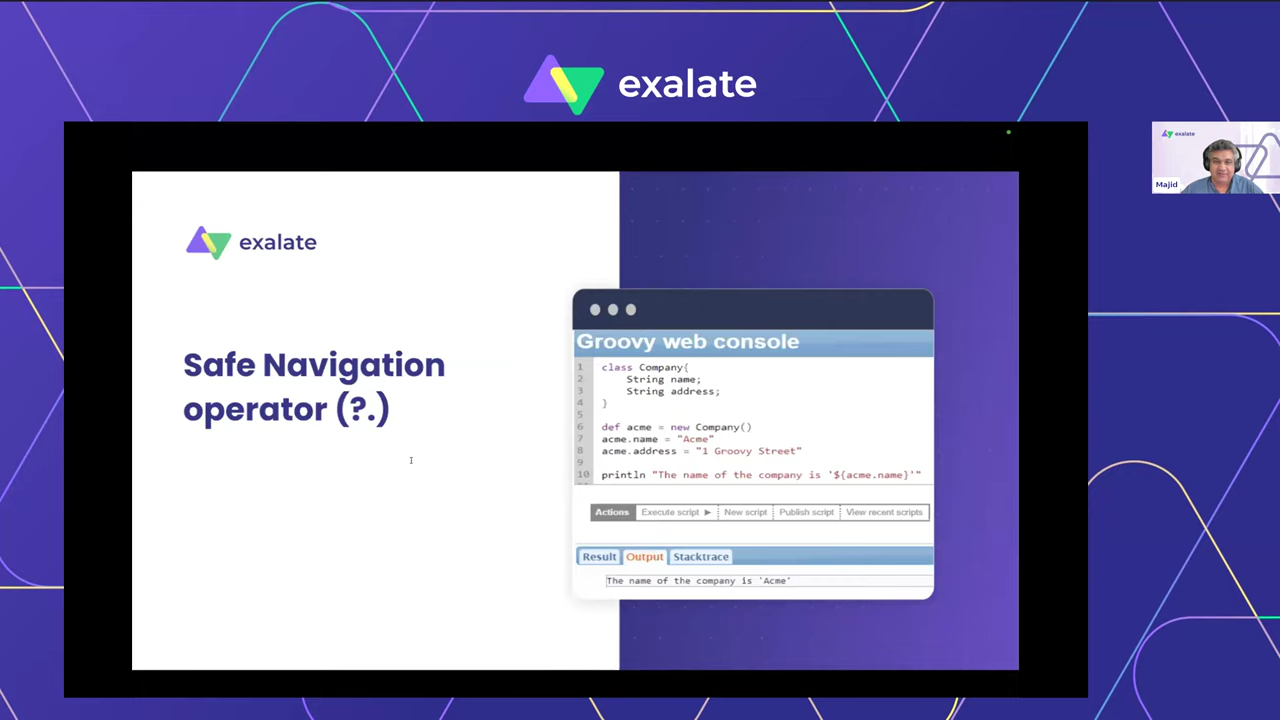 exalate
exalate
Majid
exalate
Safe Navigation
operator (?.)
Groovy web console
1 class Company{
2 String name;
3 String address;
4 }
5
6 def acme = new Company()
7 acme.name = "Acme"
8 acme.address = "1 Groovy Street"
9
10 println "The name of the company is '${acme.name}'"
Actions Execute script ▶ New script Publish script View recent scripts
Result Output Stacktrace
The name of the company is 'Acme'